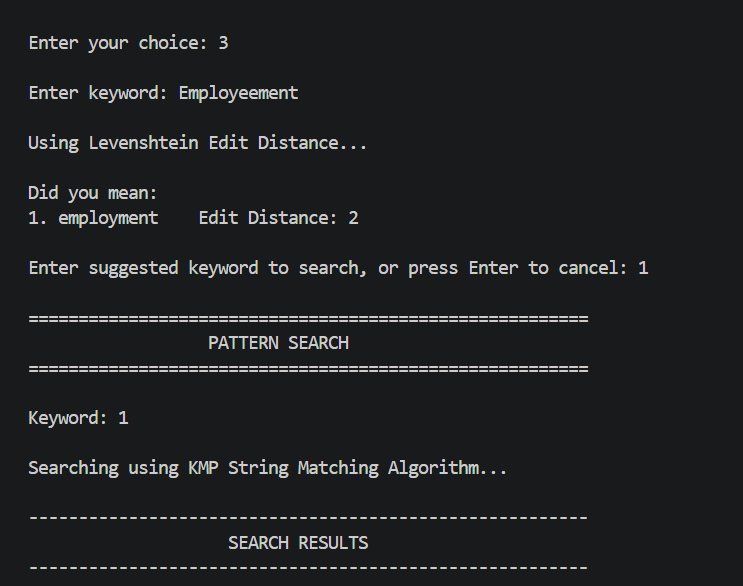 Enter your choice: 3
Enter keyword: Employeement
Using Levenshtein Edit Distance...
Did you mean:
1. employment    Edit Distance: 2
Enter suggested keyword to search, or press Enter to cancel: 1
========================================================
PATTERN SEARCH
========================================================
Keyword: 1
Searching using KMP String Matching Algorithm...
--------------------------------------------------------
SEARCH RESULTS
--------------------------------------------------------